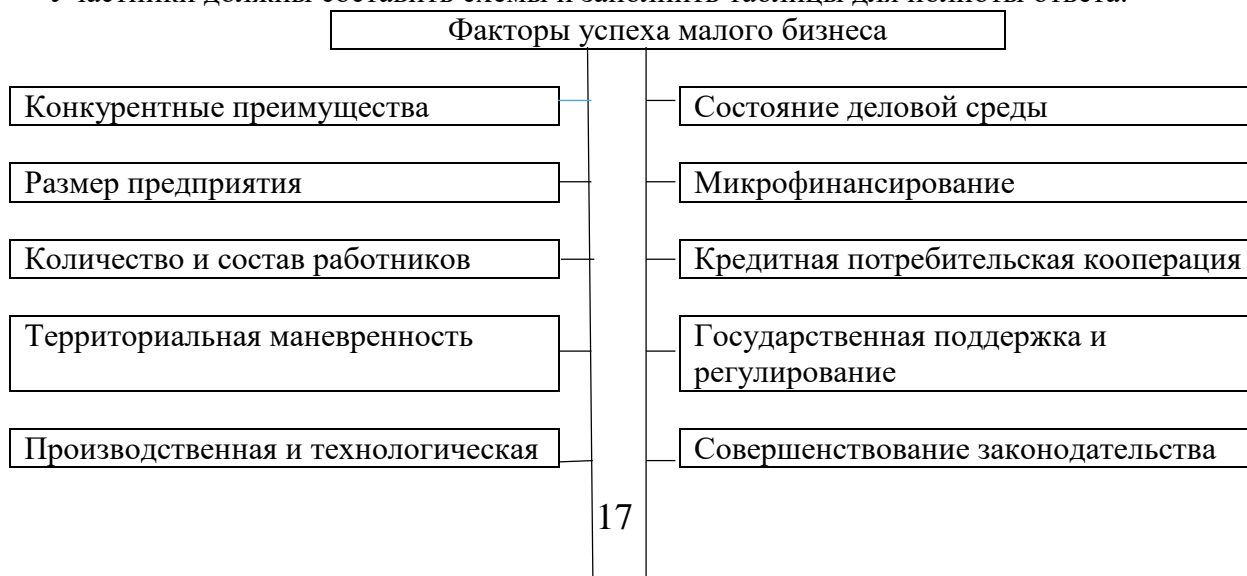 Факторы успеха малого бизнеса
Конкурентные преимущества
Состояние деловой среды
Размер предприятия
Микрофинансирование
Количество и состав работников
Кредитная потребительская кооперация
Территориальная маневренность
Государственная поддержка и
регулирование
Производственная и технологическая
Совершенствование законодательства
17